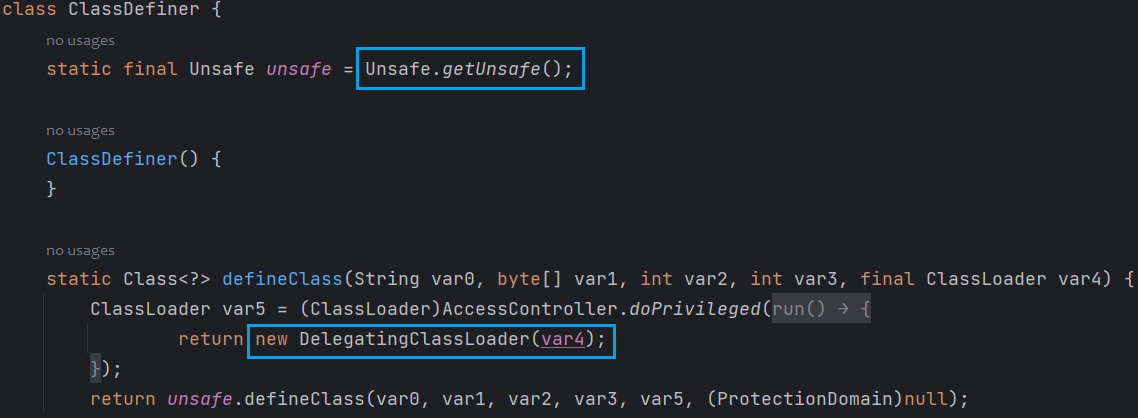 class ClassDefiner {
no usages
static final Unsafe unsafe = Unsafe.getUnsafe();
no usages
ClassDefiner() {
}
no usages
static Class<?> defineClass(String var0, byte[] var1, int var2, int var3, final ClassLoader var4) {
ClassLoader var5 = (ClassLoader)AccessController.doPrivileged(run() → {
return new DelegatingClassLoader(var4);
});
return unsafe.defineClass(var0, var1, var2, var3, var5, (ProtectionDomain)null);